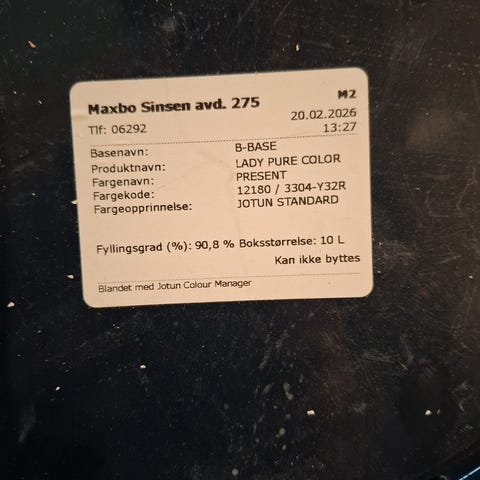 Maxbo Sinsen avd. 275 M2
Tlf: 06292 20.02.2026
13:27
Basenavn: B-BASE
Produktnavn: LADY PURE COLOR
Fargenavn: PRESENT
Fargekode: 12180 / 3304-Y32R
Fargeopprinnelse: JOTUN STANDARD
Fyllingsgrad (%): 90,8 % Boksstørrelse: 10 L
Kan ikke byttes
Blandet med Jotun Colour Manager